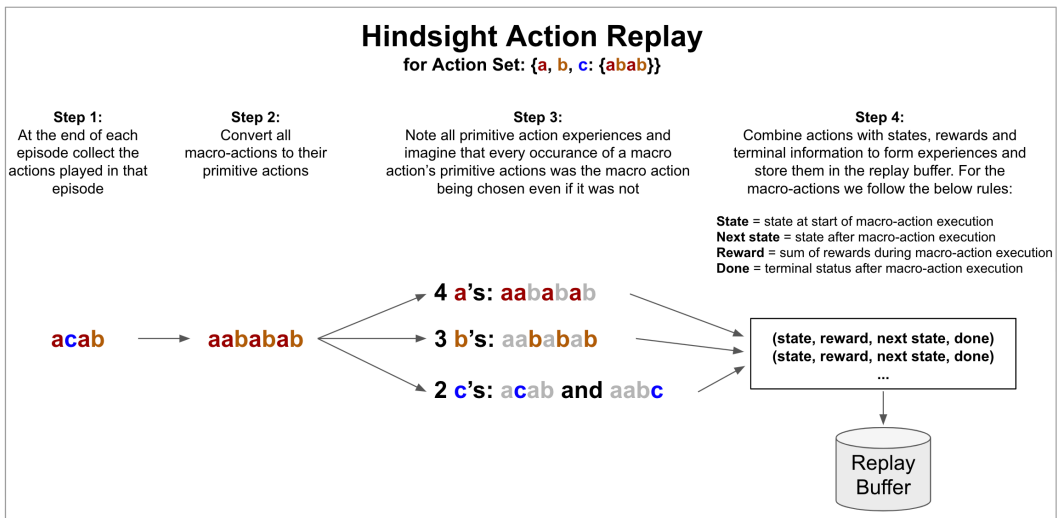 Hindsight Action Replay
for Action Set: {a, b, c: {abab}}
Step 1:
At the end of each
episode collect the
actions played in that
episode
Step 2:
Convert all
macro-actions to their
primitive actions
Step 3:
Note all primitive action experiences and
imagine that every occurance of a macro
action's primitive actions was the macro action
being chosen even if it was not
Step 4:
Combine actions with states, rewards and
terminal information to form experiences and
store them in the replay buffer. For the
macro-actions we follow the below rules:
State = state at start of macro-action execution
Next state = state after macro-action execution
Reward = sum of rewards during macro-action execution
Done = terminal status after macro-action execution
acab
aababab
4 a's: aababab
3 b's: aababab
2 c's: acab and aabc
(state, reward, next state, done)
(state, reward, next state, done)
...
Replay
Buffer